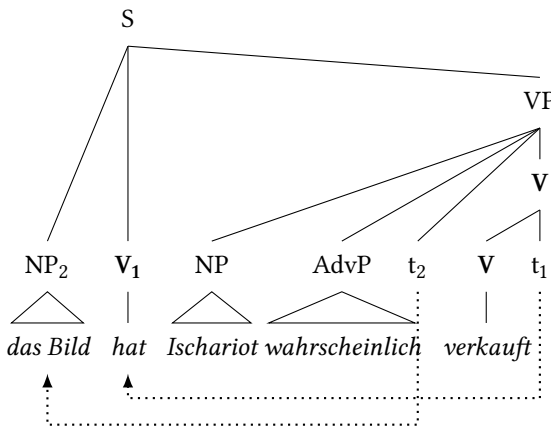 S
VP
V
NP₂ V₁ NP AdvP t₂ V t₁
das Bild hat Ischariot wahrscheinlich verkauft